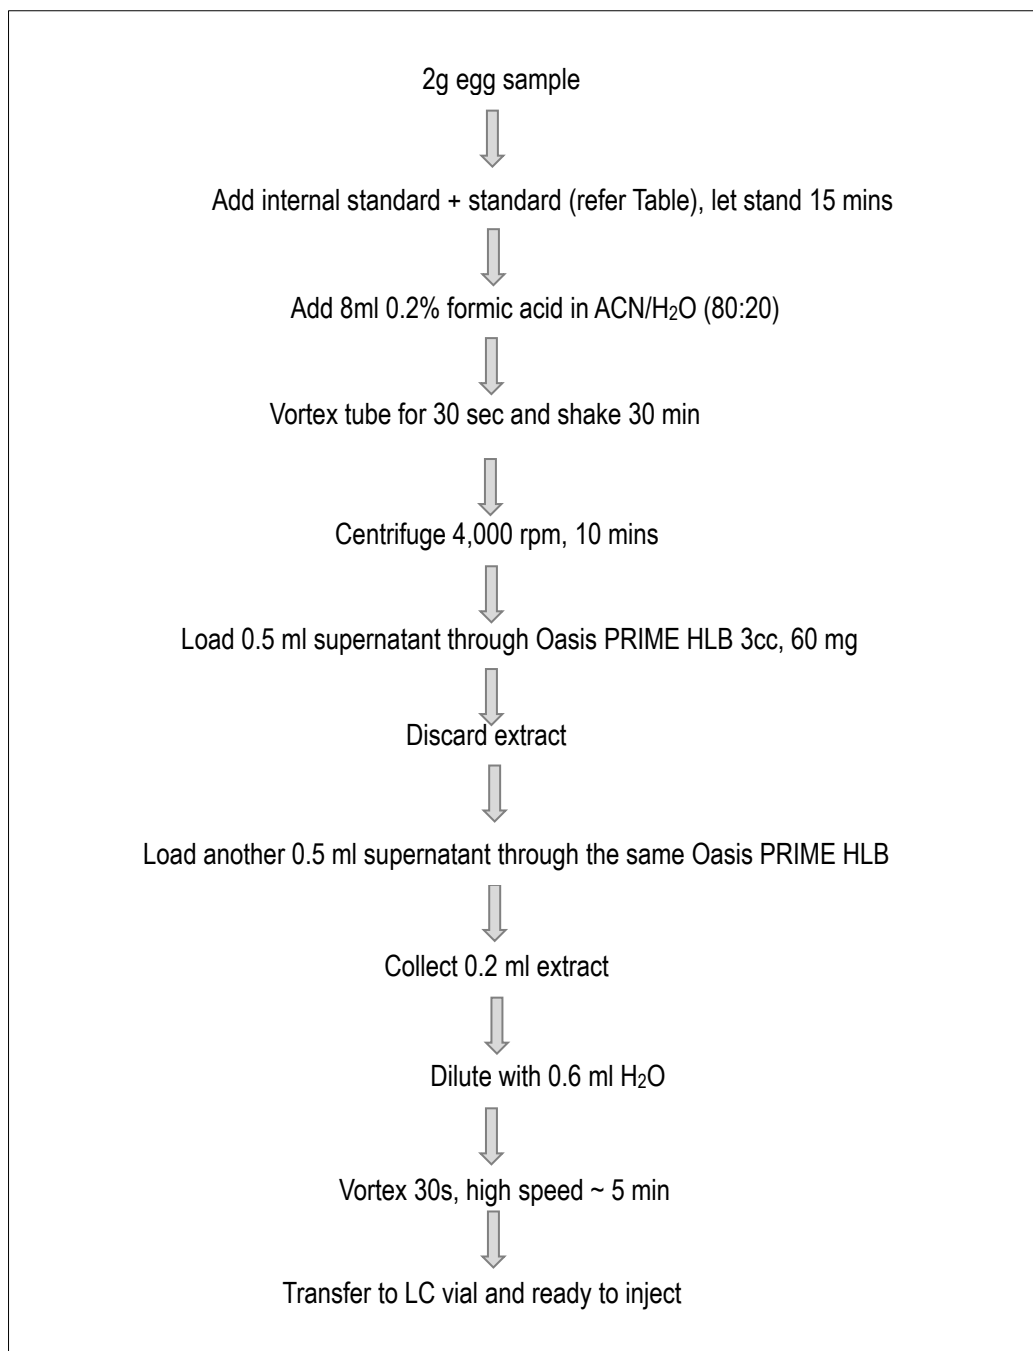 2g egg sample
Add internal standard + standard (refer Table), let stand 15 mins
Add 8ml 0.2% formic acid in ACN/H₂O (80:20)
Vortex tube for 30 sec and shake 30 min
Centrifuge 4,000 rpm, 10 mins
Load 0.5 ml supernatant through Oasis PRIME HLB 3cc, 60 mg
Discard extract
Load another 0.5 ml supernatant through the same Oasis PRIME HLB
Collect 0.2 ml extract
Dilute with 0.6 ml H₂O
Vortex 30s, high speed ~ 5 min
Transfer to LC vial and ready to inject